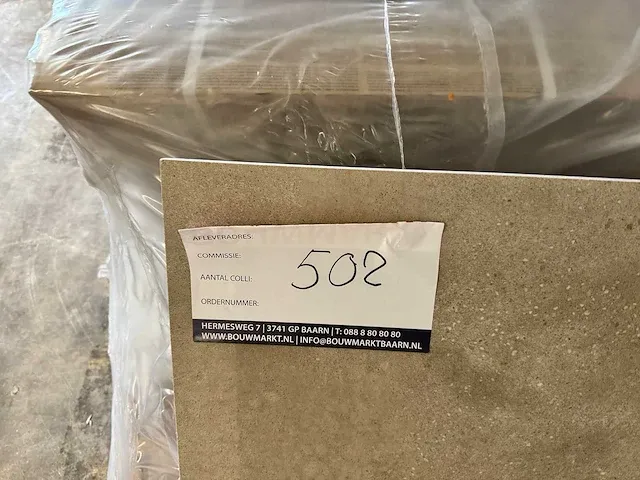 AFLEVERADRES:
COMMISSIE:
502
AANTAL COLLI:
ORDERNUMMER:
HERMESWEG 7 | 3741 GP BAARN | T: 088 8 80 80 80
WWW.BOUWMARKT.NL | INFO@BOUWMARKTBAARN.NL